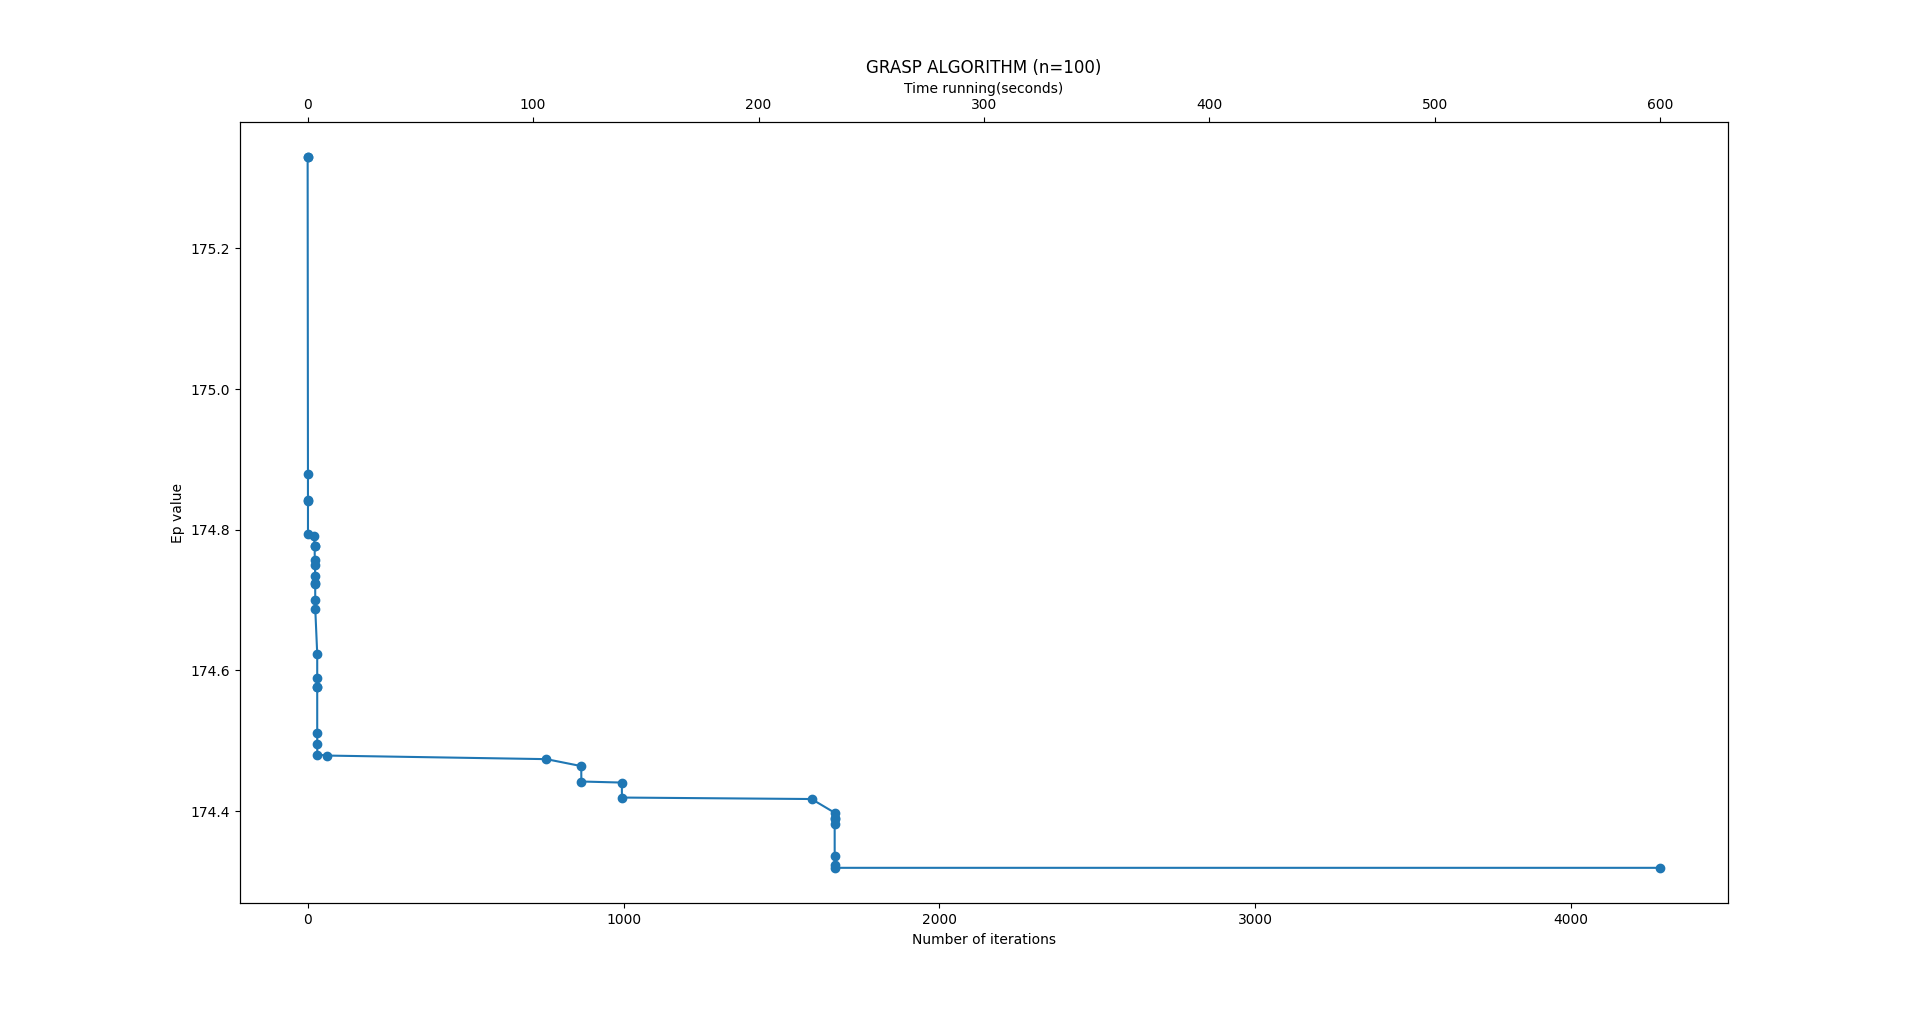 GRASP ALGORITHM (n=100)
Time running(seconds)
0 100 200 300 400 500 600
175.2
175.0
174.8
174.6
174.4
Ep value
0 1000 2000 3000 4000
Number of iterations